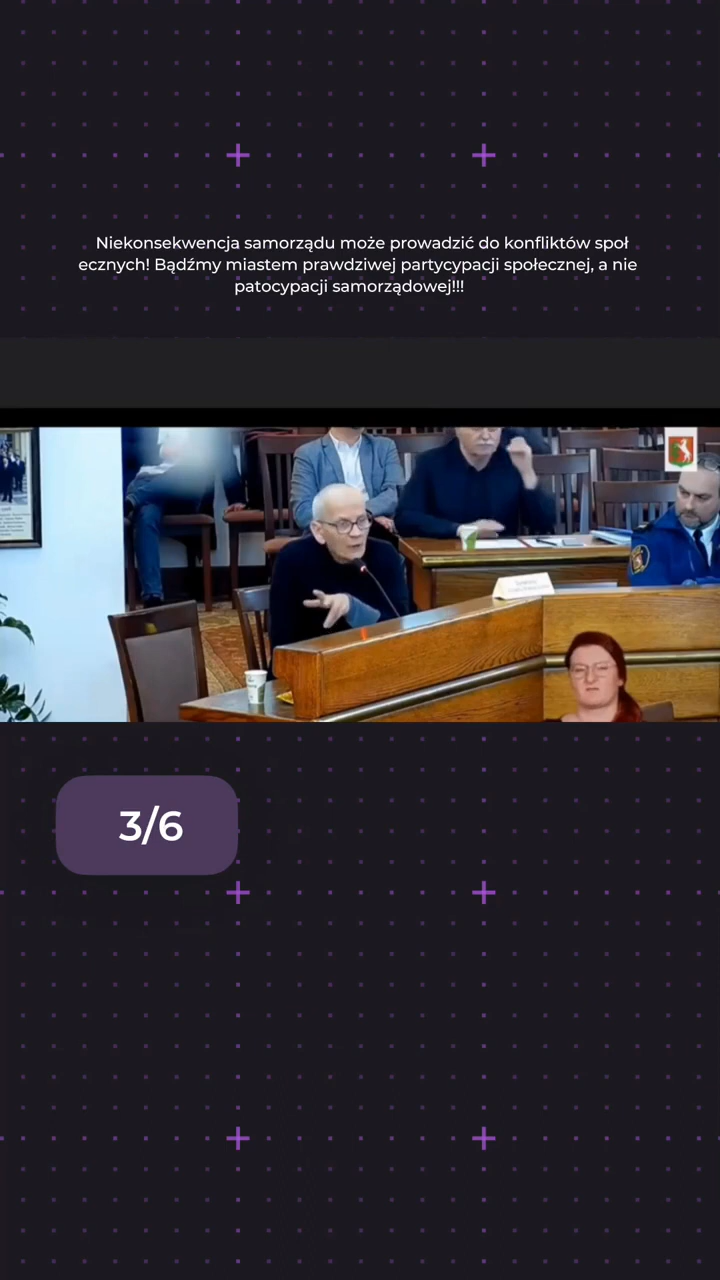 Niekonsekwencja samorządu może prowadzić do konfliktów społ
ecznych! Bądźmy miastem prawdziwej partycypacji społecznej, a nie
patocypacji samorządowej!!!
3/6